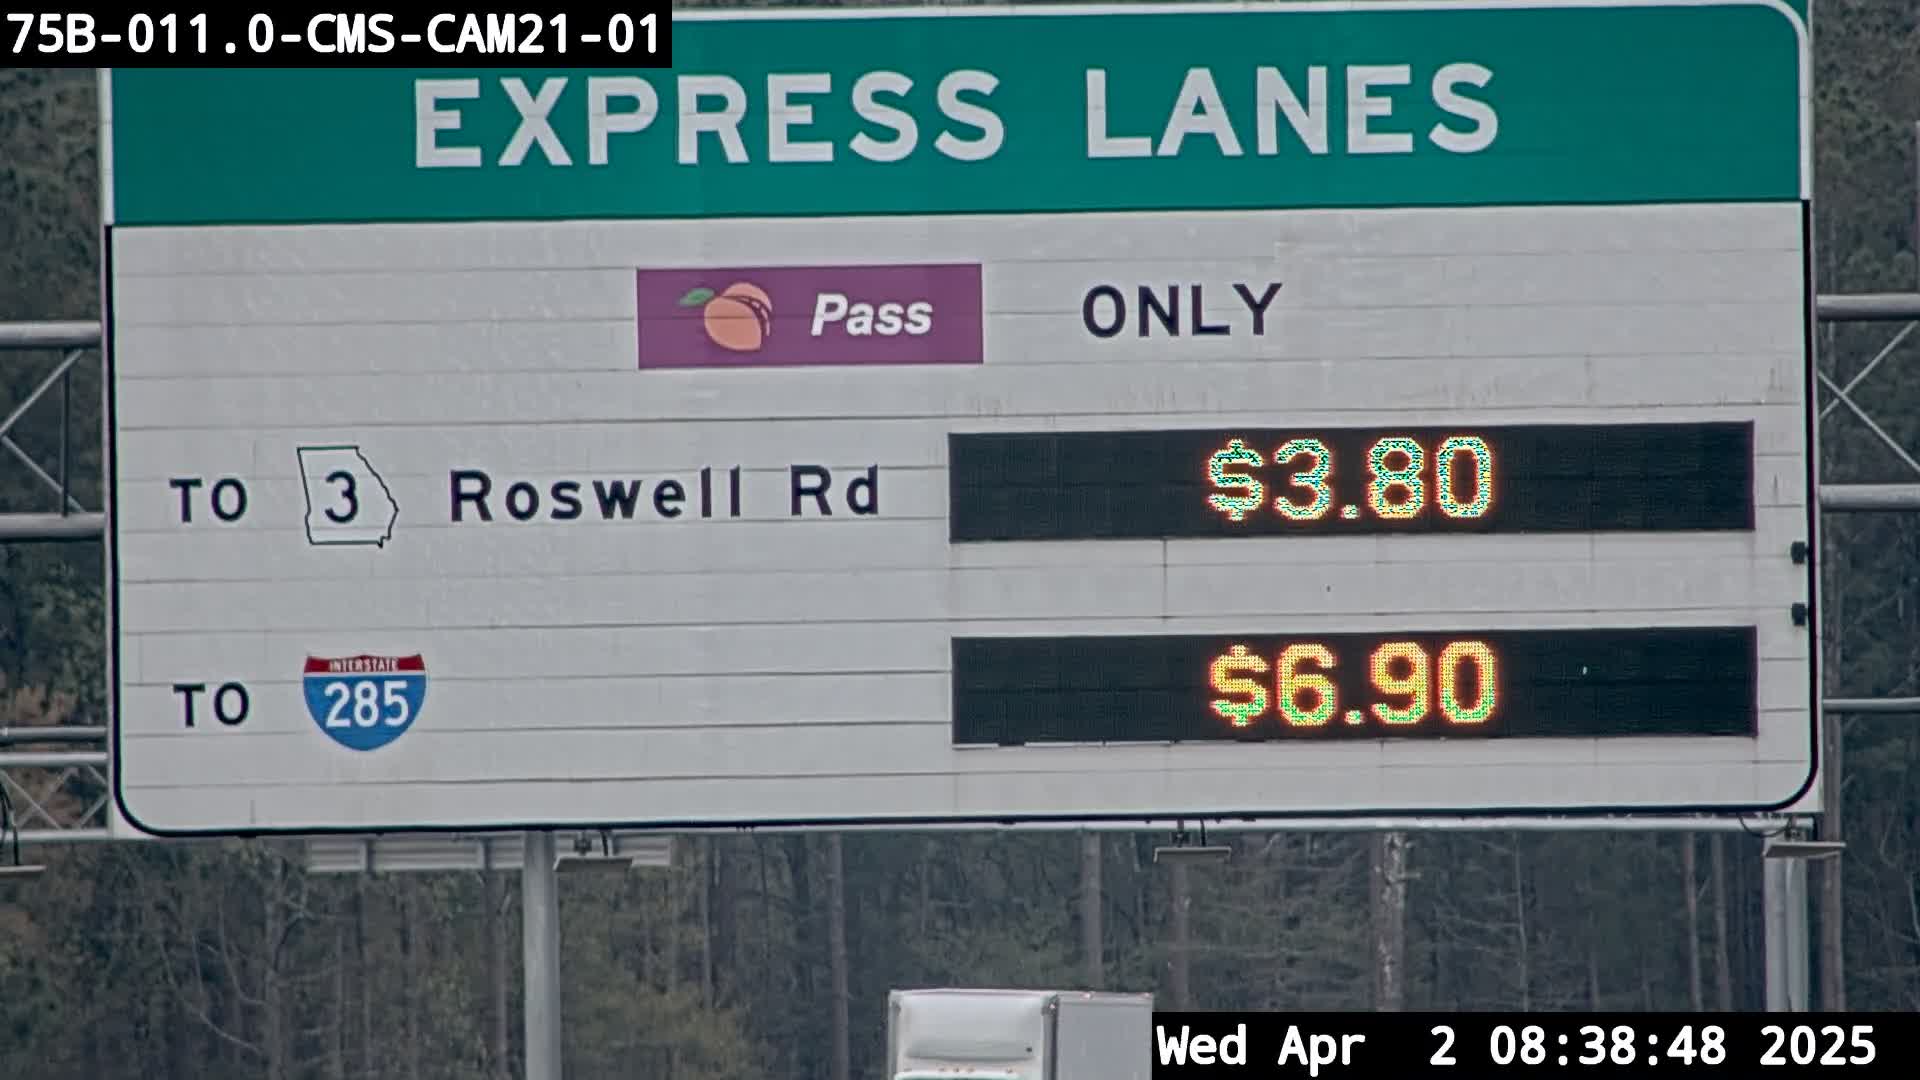 75B-011.0-CMS-CAM21-01
EXPRESS LANES
Pass ONLY
TO 3 Roswell Rd $3.80
INTERSTATE
TO 285 $6.90
Wed Apr 2 08:38:48 2025